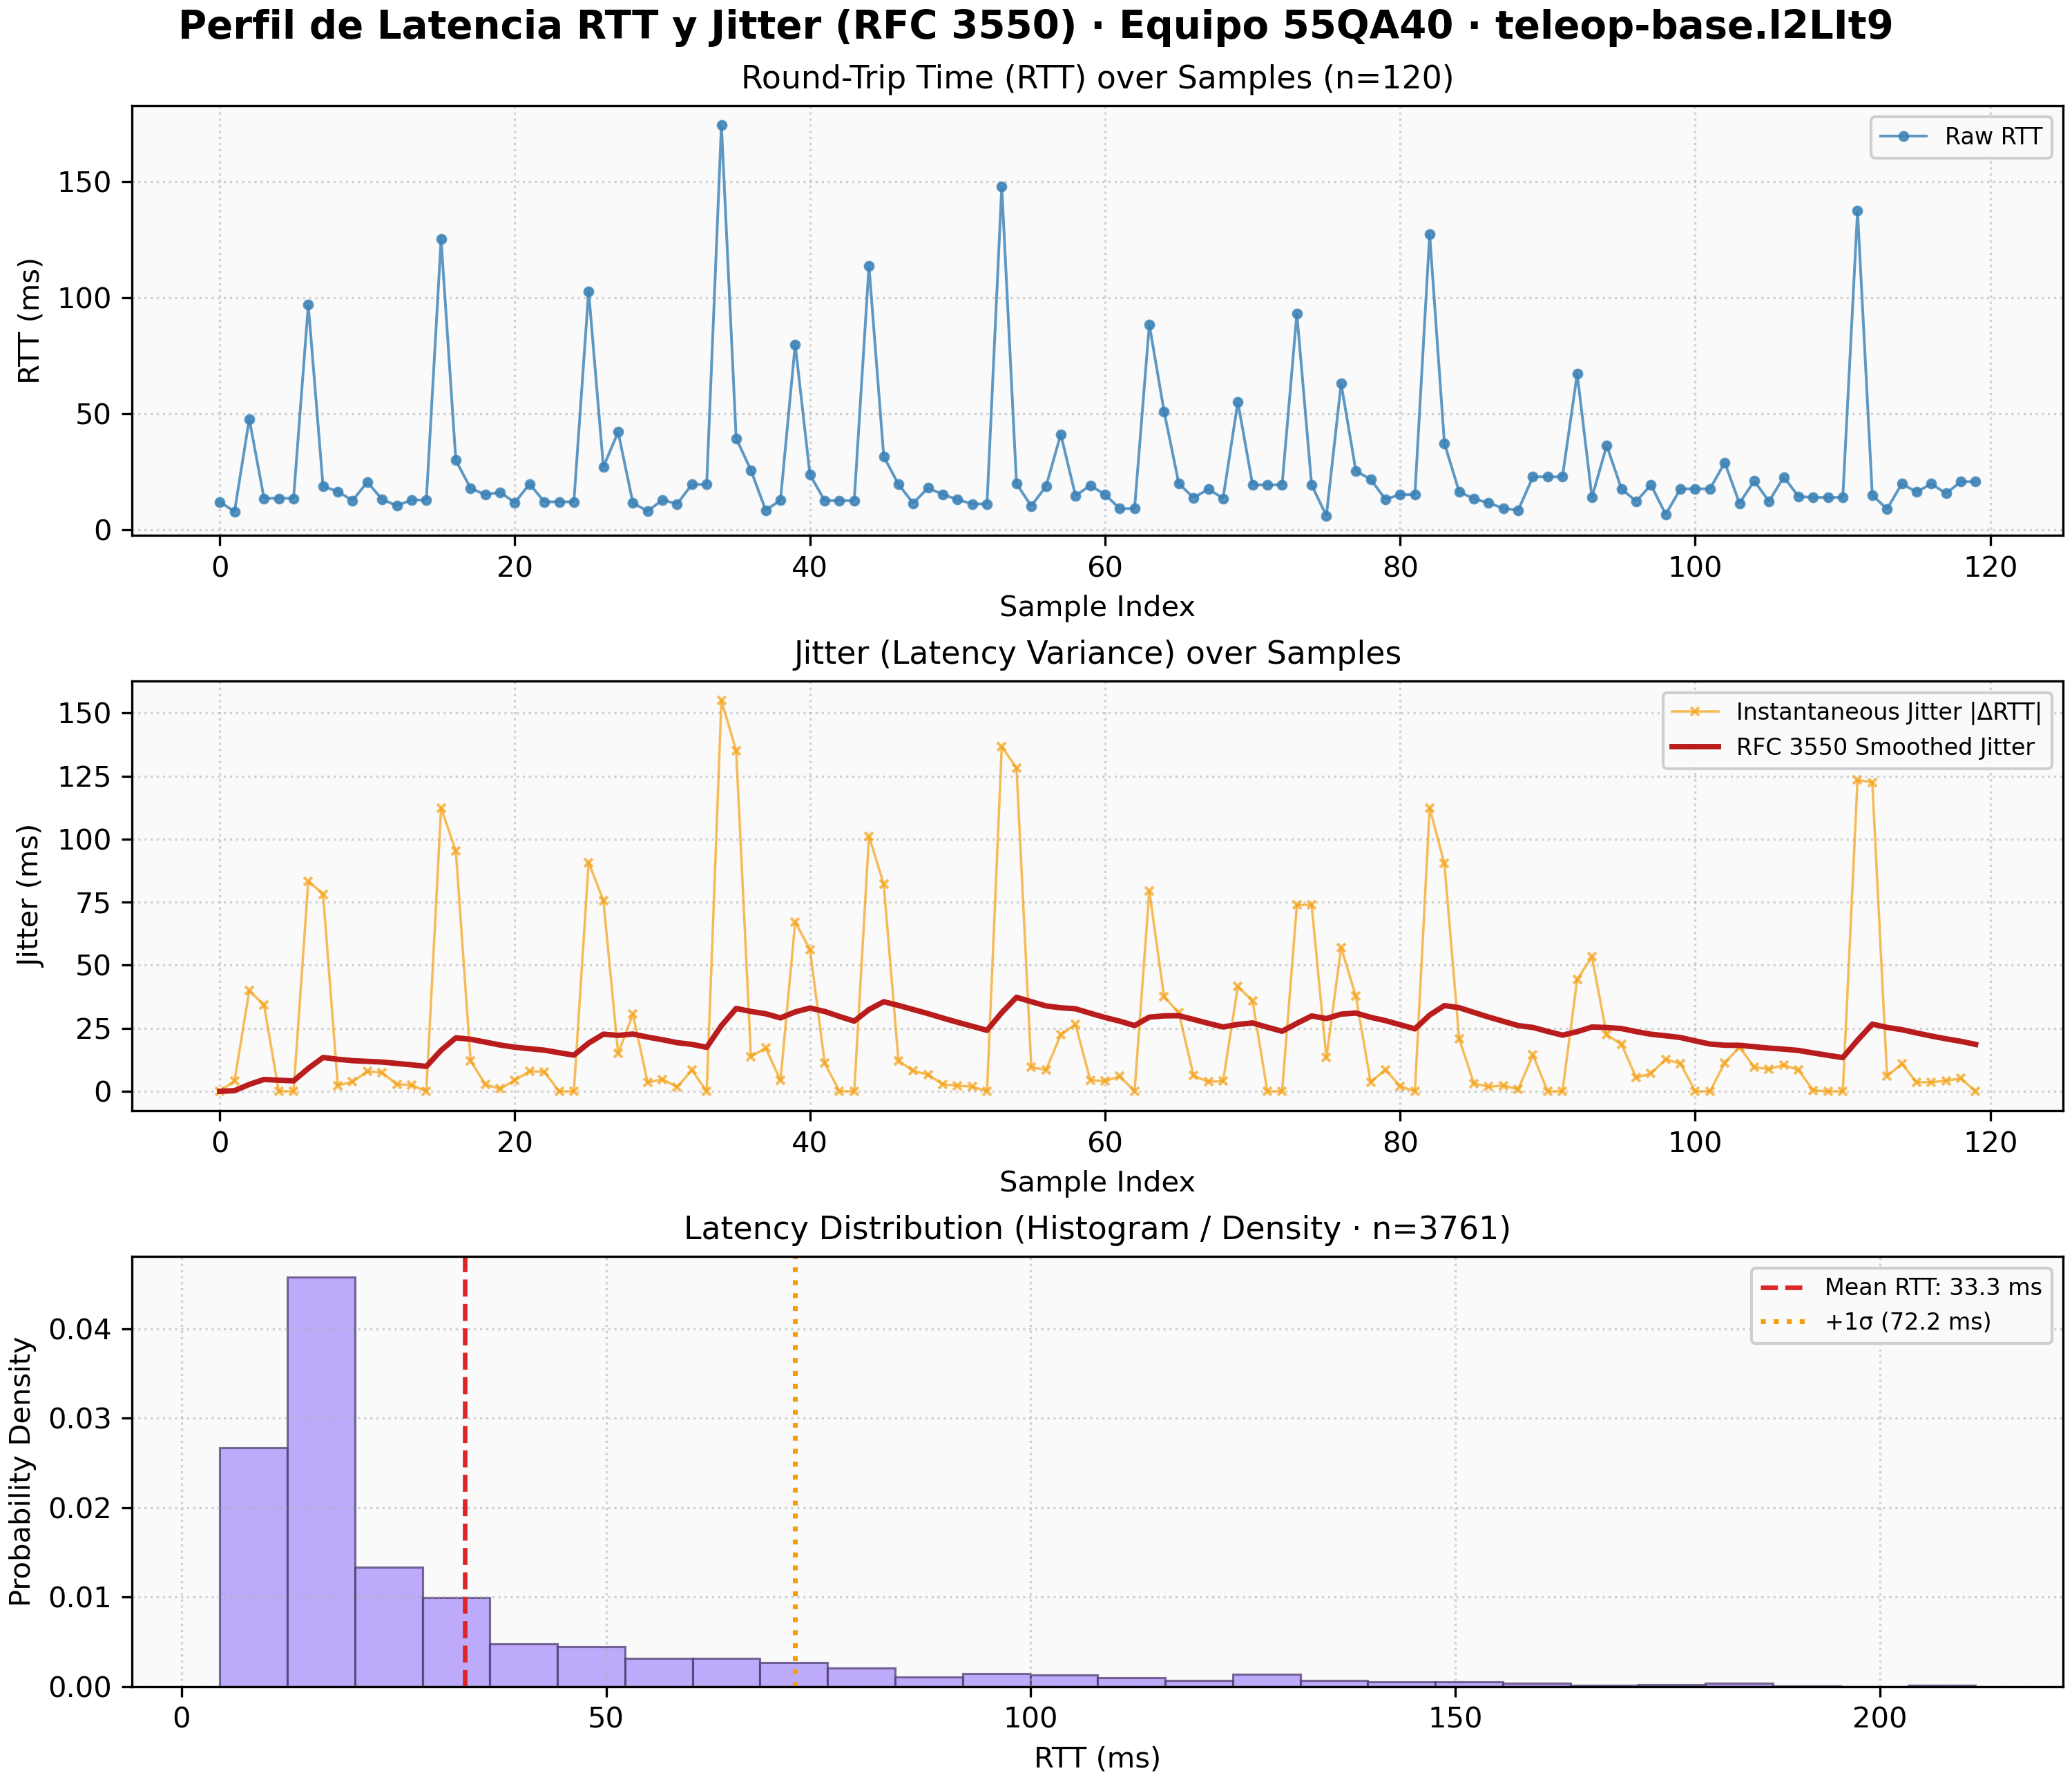 Perfil de Latencia RTT y Jitter (RFC 3550) · Equipo 55QA40 · teleop-base.l2LIt9
Round-Trip Time (RTT) over Samples (n=120)
Raw RTT
RTT (ms)
150
100
50
0
0 20 40 60 80 100 120
Sample Index
Jitter (Latency Variance) over Samples
Instantaneous Jitter |ΔRTT|
RFC 3550 Smoothed Jitter
Jitter (ms)
150
125
100
75
50
25
0
0 20 40 60 80 100 120
Sample Index
Latency Distribution (Histogram / Density · n=3761)
Mean RTT: 33.3 ms
+1σ (72.2 ms)
Probability Density
0.04
0.03
0.02
0.01
0.00
0 50 100 150 200
RTT (ms)